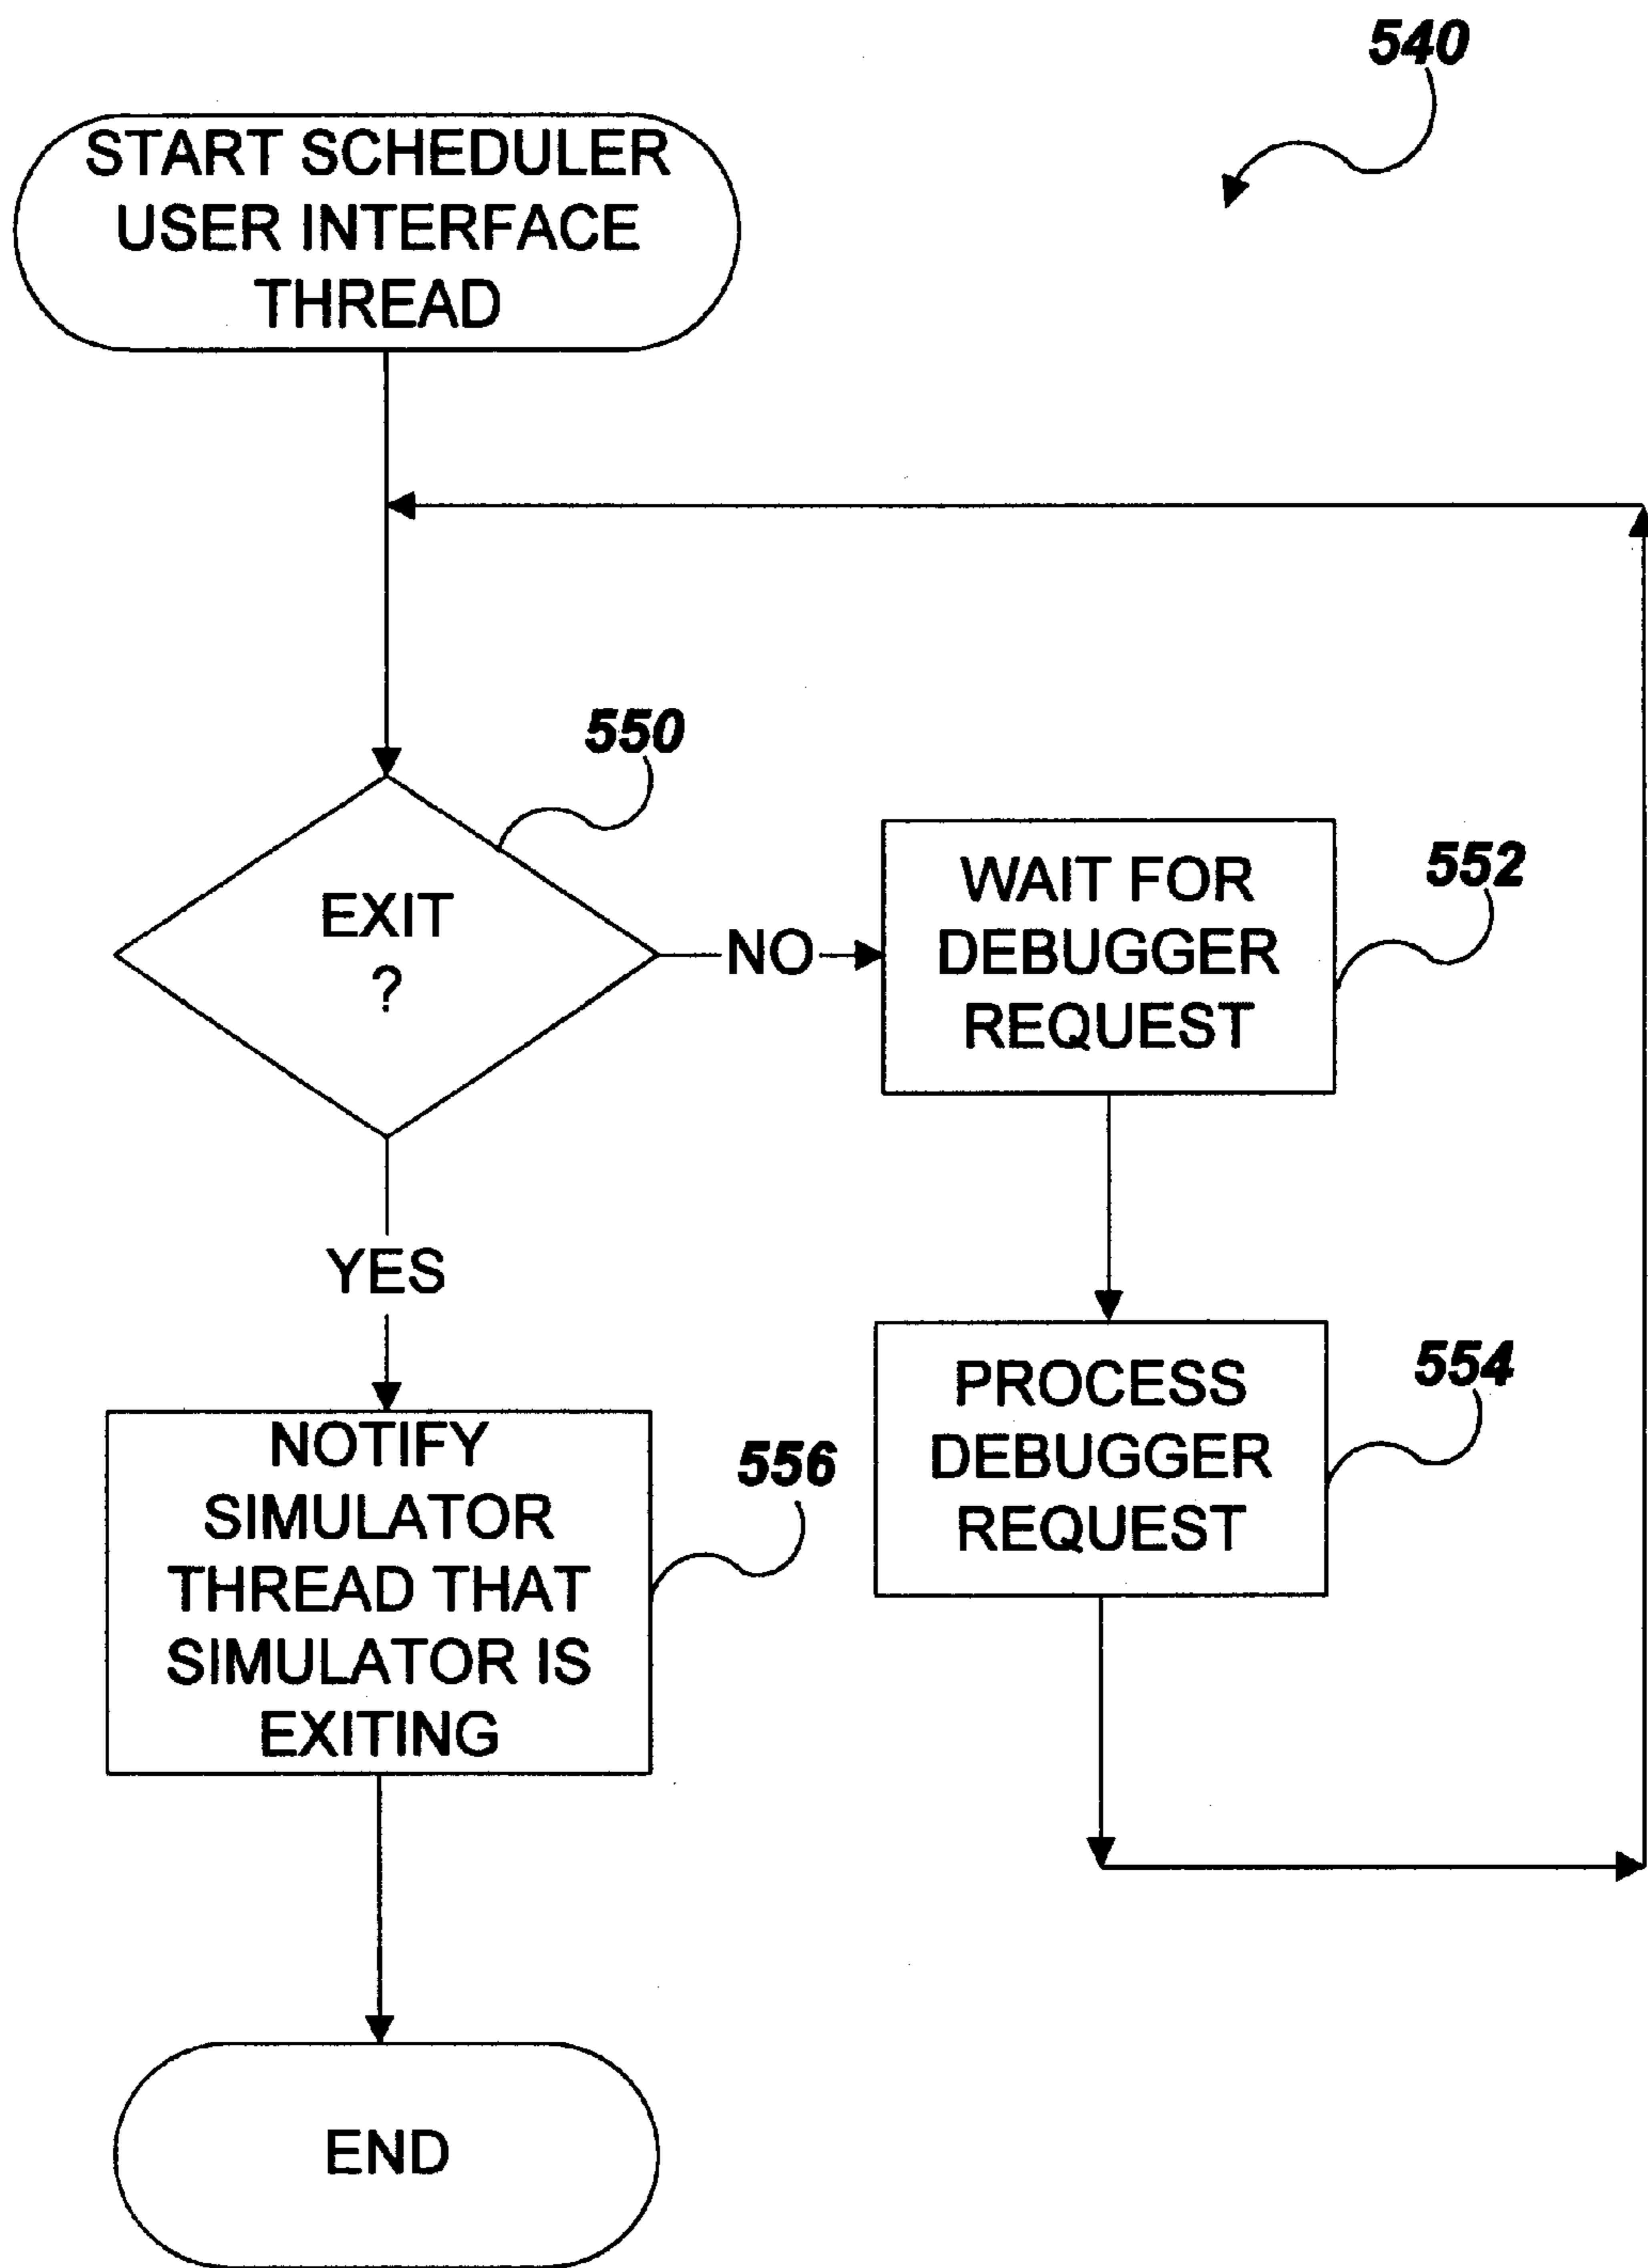 540
START SCHEDULER
USER INTERFACE
THREAD
550
EXIT
?
NO
WAIT FOR
DEBUGGER
REQUEST
552
YES
PROCESS
DEBUGGER
REQUEST
554
NOTIFY
SIMULATOR
THREAD THAT
SIMULATOR IS
EXITING
556
END